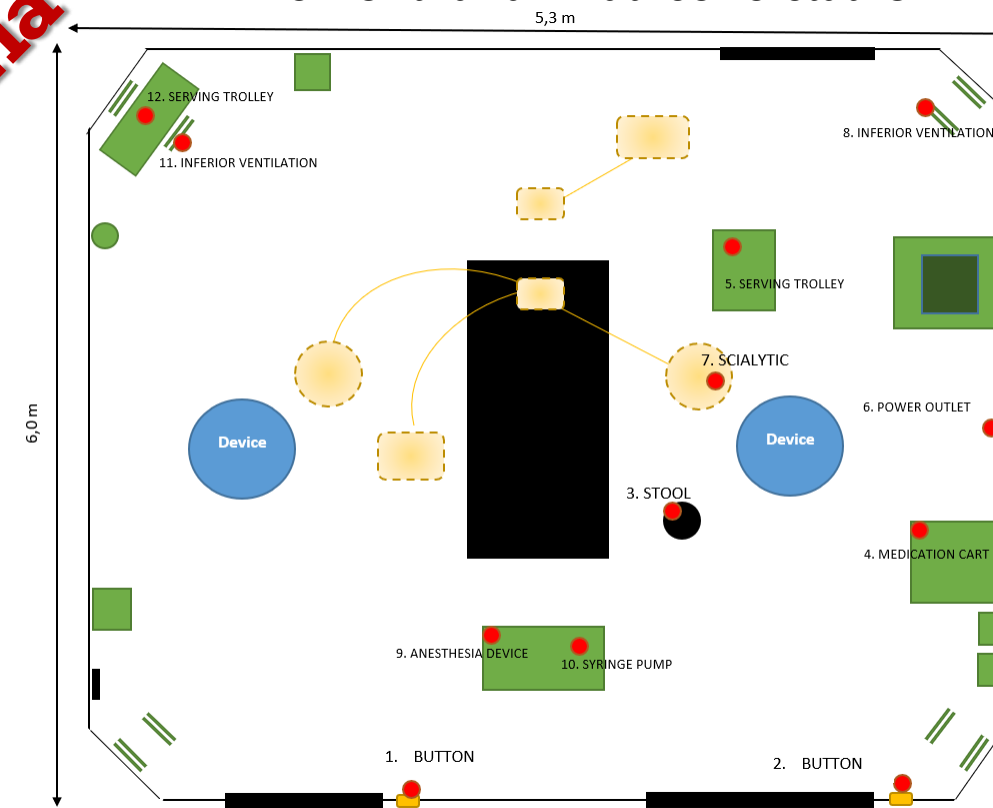 5,3 m
12. SERVING TROLLEY
8. INFERIOR VENTILATION
11. INFERIOR VENTILATION
5. SERVING TROLLEY
7. SCIALYTIC
6,0 m
6. POWER OUTLET
Device
Device
3. STOOL
4. MEDICATION CART
9. ANESTHESIA DEVICE
10. SYRINGE PUMP
1. BUTTON
2. BUTTON